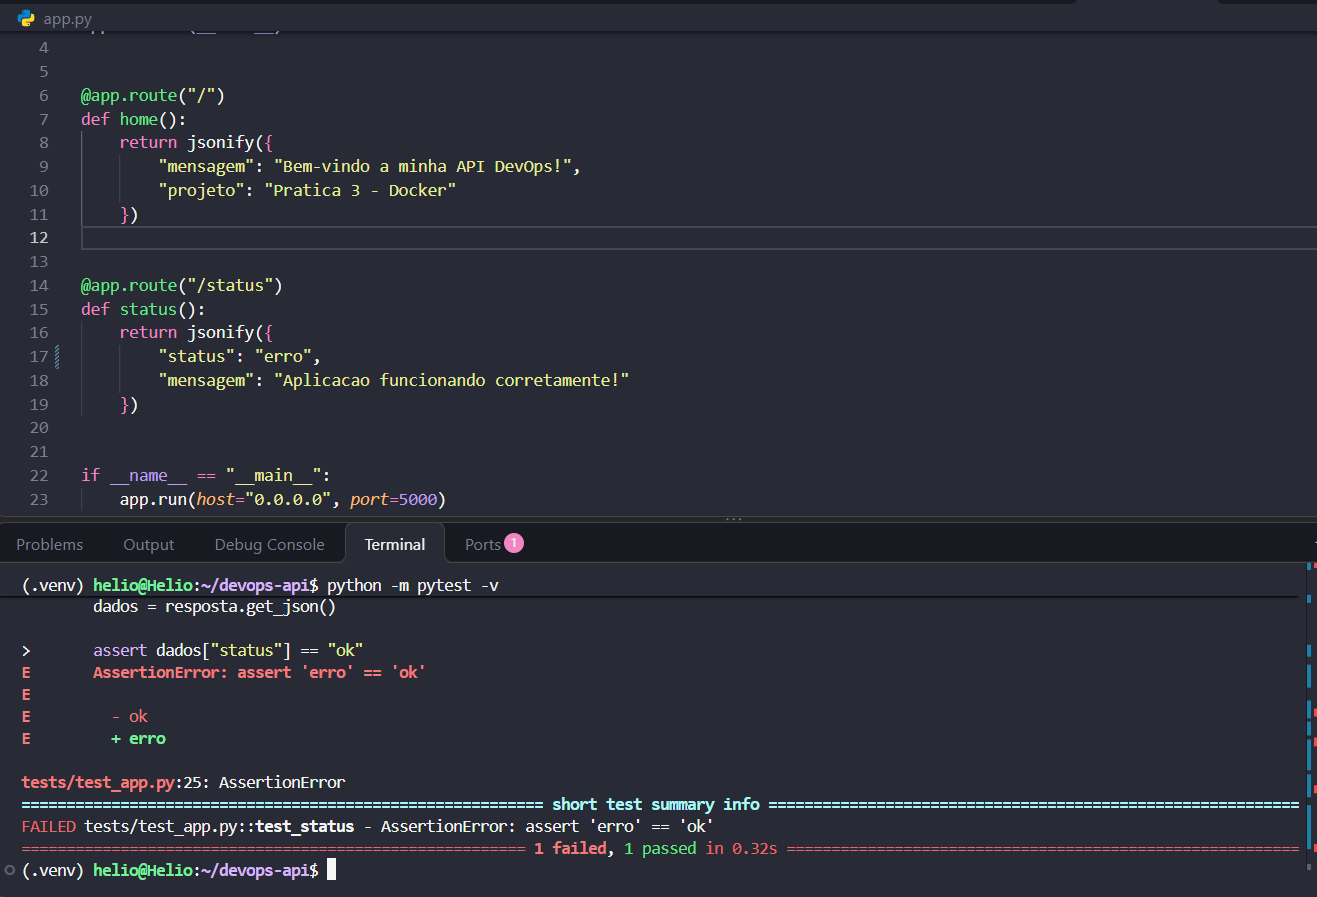 app.py
4
5
6 @app.route("/")
7 def home():
8 return jsonify({
9 "mensagem": "Bem-vindo a minha API DevOps!",
10 "projeto": "Pratica 3 - Docker"
11 })
12
13
14 @app.route("/status")
15 def status():
16 return jsonify({
17 "status": "erro",
18 "mensagem": "Aplicacao funcionando corretamente!"
19 })
20
21
22 if __name__ == "__main__":
23 app.run(host="0.0.0.0", port=5000)
Problems Output Debug Console Terminal Ports 1
(.venv) helio@Helio:~/devops-api$ python -m pytest -v
dados = resposta.get_json()
> assert dados["status"] == "ok"
E AssertionError: assert 'erro' == 'ok'
E
E - ok
E + erro
tests/test_app.py:25: AssertionError
========================================================== short test summary info ===========================================================
FAILED tests/test_app.py::test_status - AssertionError: assert 'erro' == 'ok'
======================================================== 1 failed, 1 passed in 0.32s =========================================================
(.venv) helio@Helio:~/devops-api$